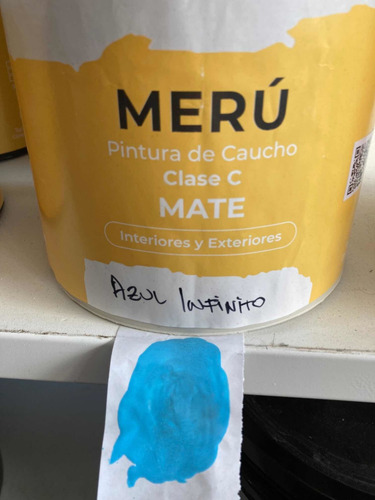 MERÚ
Pintura de Caucho
Clase C
MATE
Interiores y Exteriores
AZUL INFINITO